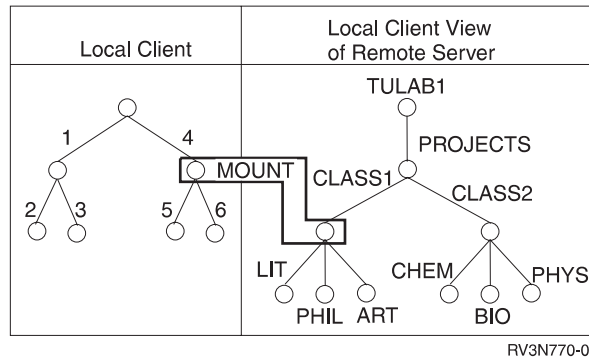 Local Client
Local Client View
of Remote Server
TULAB1
1
4
PROJECTS
MOUNT
CLASS1
CLASS2
2
3
5
6
LIT
PHIL
ART
CHEM
BIO
PHYS
RV3N770-0